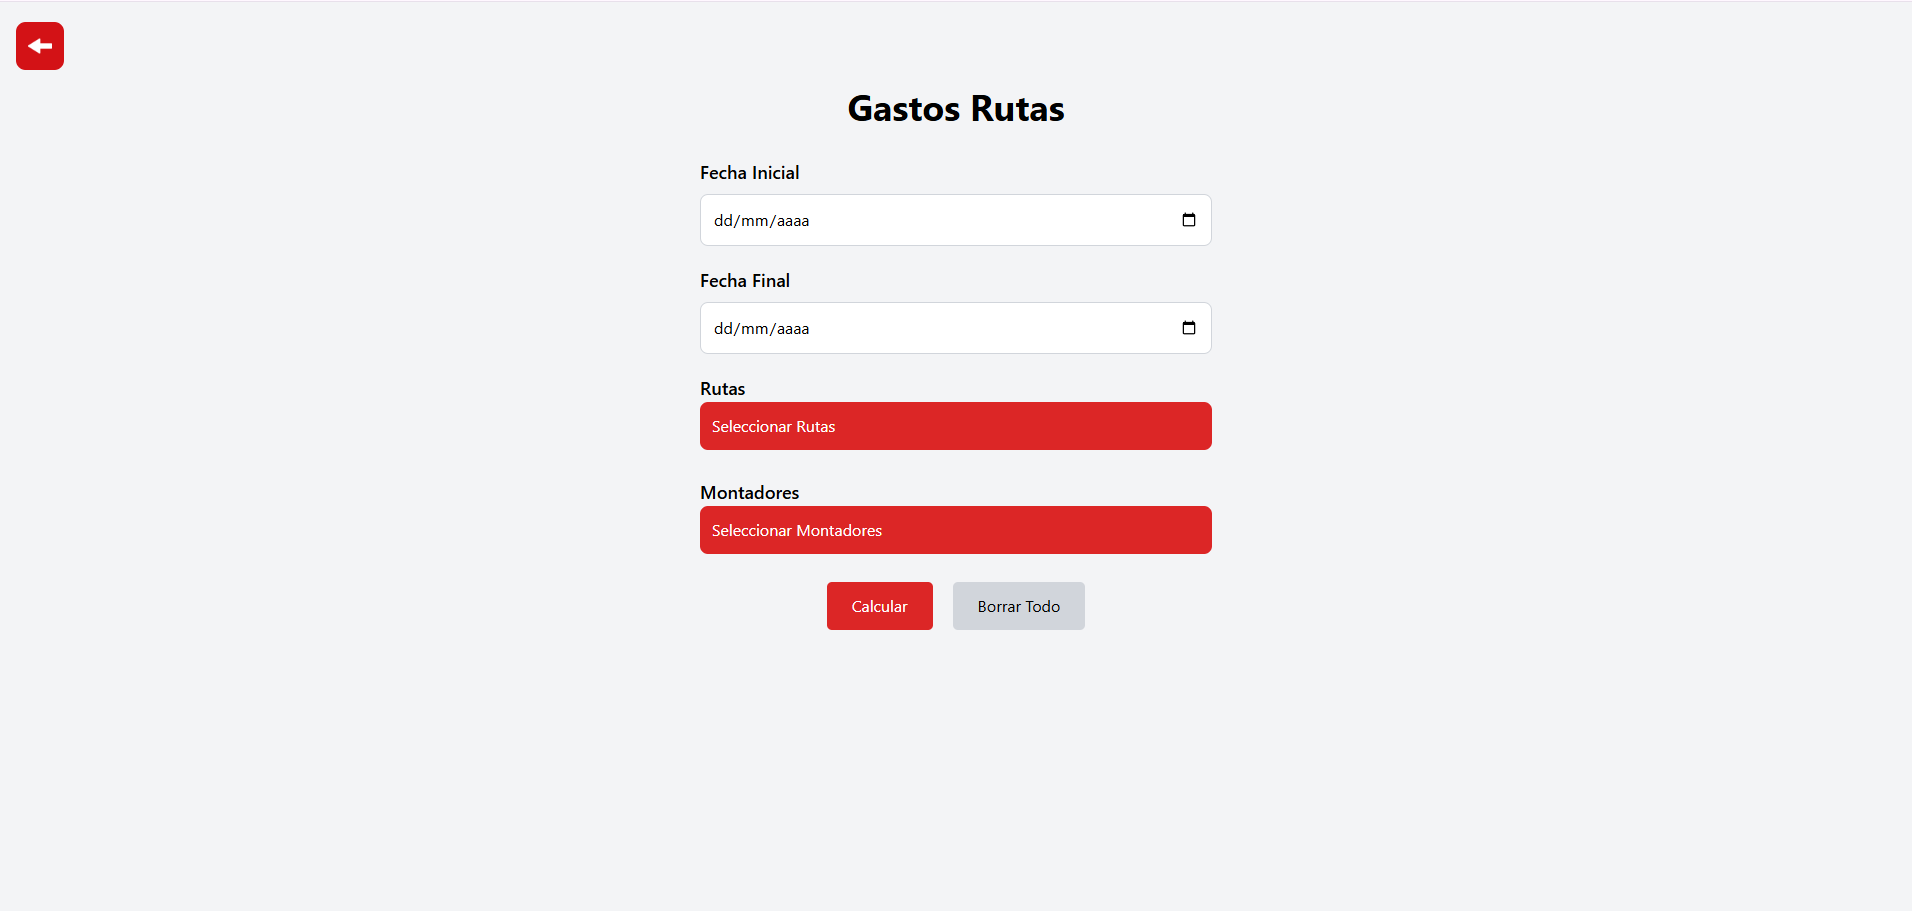 Gastos Rutas
Fecha Inicial
dd/mm/aaaa
Fecha Final
dd/mm/aaaa
Rutas
Seleccionar Rutas
Montadores
Seleccionar Montadores
Calcular
Borrar Todo